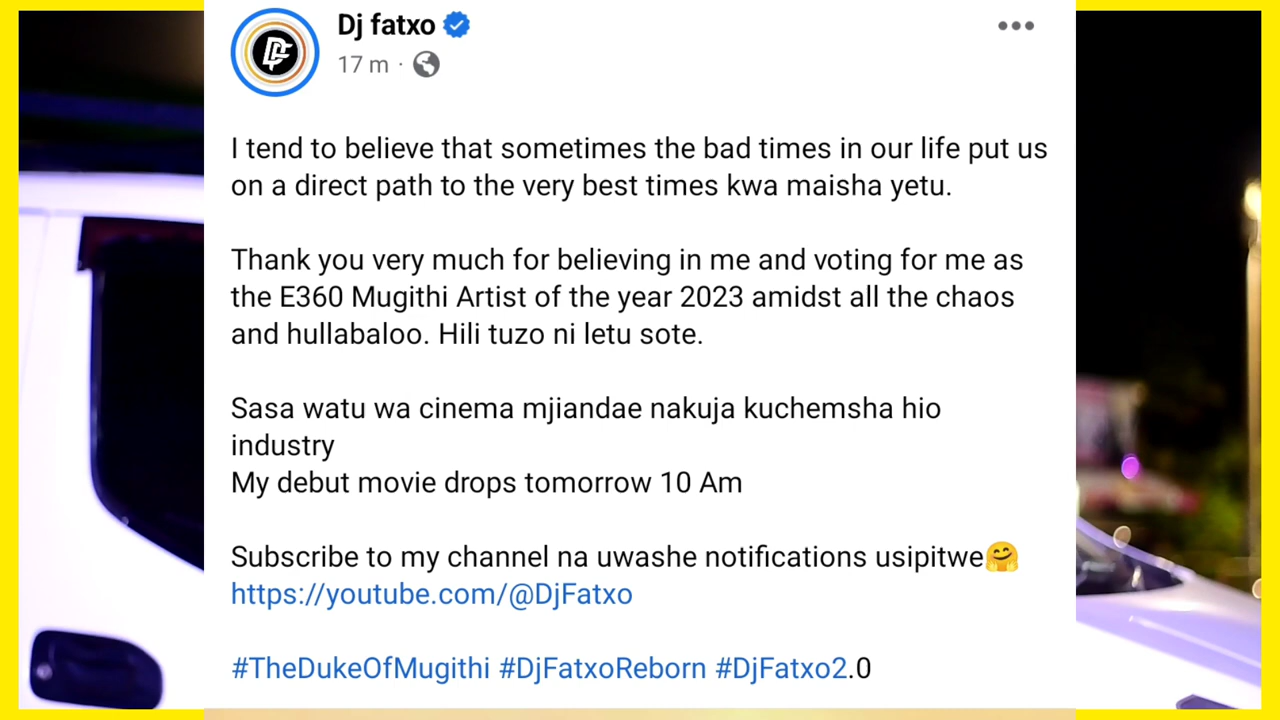 Dj fatxo
17 m ·
I tend to believe that sometimes the bad times in our life put us
on a direct path to the very best times kwa maisha yetu.
Thank you very much for believing in me and voting for me as
the E360 Mugithi Artist of the year 2023 amidst all the chaos
and hullabaloo. Hili tuzo ni letu sote.
Sasa watu wa cinema mjiandae nakuja kuchemsha hio
industry
My debut movie drops tomorrow 10 Am
Subscribe to my channel na uwashe notifications usipitwe🤗
https://youtube.com/@DjFatxo
#TheDukeOfMugithi #DjFatxoReborn #DjFatxo2.0